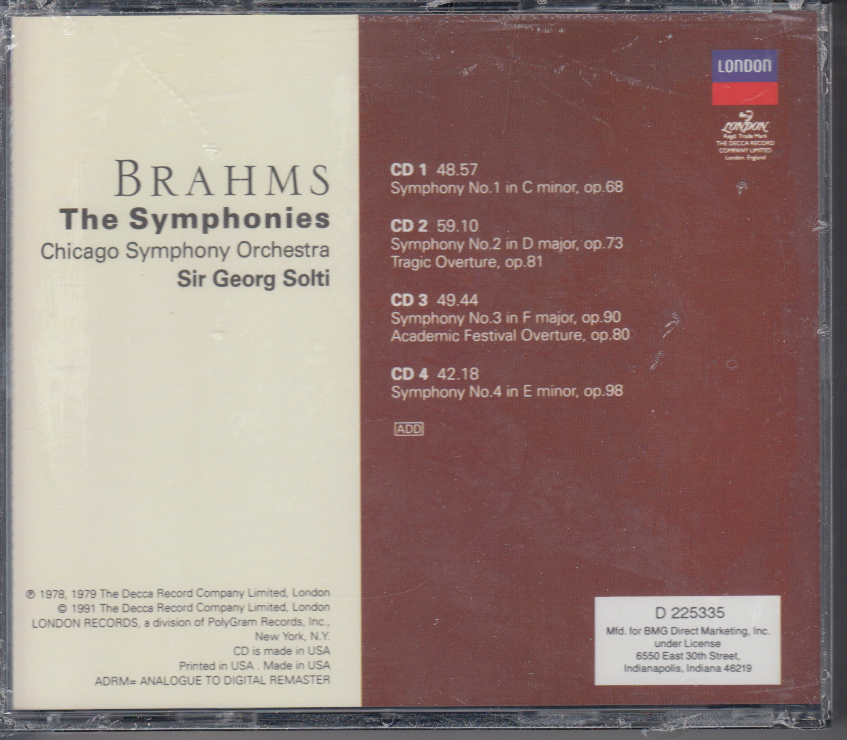 BRAHMS
The Symphonies
Chicago Symphony Orchestra
Sir Georg Solti
℗ 1978, 1979 The Decca Record Company Limited, London
© 1991 The Decca Record Company Limited, London
LONDON RECORDS, a division of PolyGram Records, Inc.,
New York, N.Y.
CD is made in USA
Printed in USA . Made in USA
ADRM= ANALOGUE TO DIGITAL REMASTER
LONDON
LONDON
Regd. Trade Mark
THE DECCA RECORD
COMPANY LIMITED
London, England
CD 1 48.57
Symphony No.1 in C minor, op.68
CD 2 59.10
Symphony No.2 in D major, op.73
Tragic Overture, op.81
CD 3 49.44
Symphony No.3 in F major, op.90
Academic Festival Overture, op.80
CD 4 42.18
Symphony No.4 in E minor, op.98
ADD
D 225335
Mfd. for BMG Direct Marketing, Inc.
under License
6550 East 30th Street,
Indianapolis, Indiana 46219